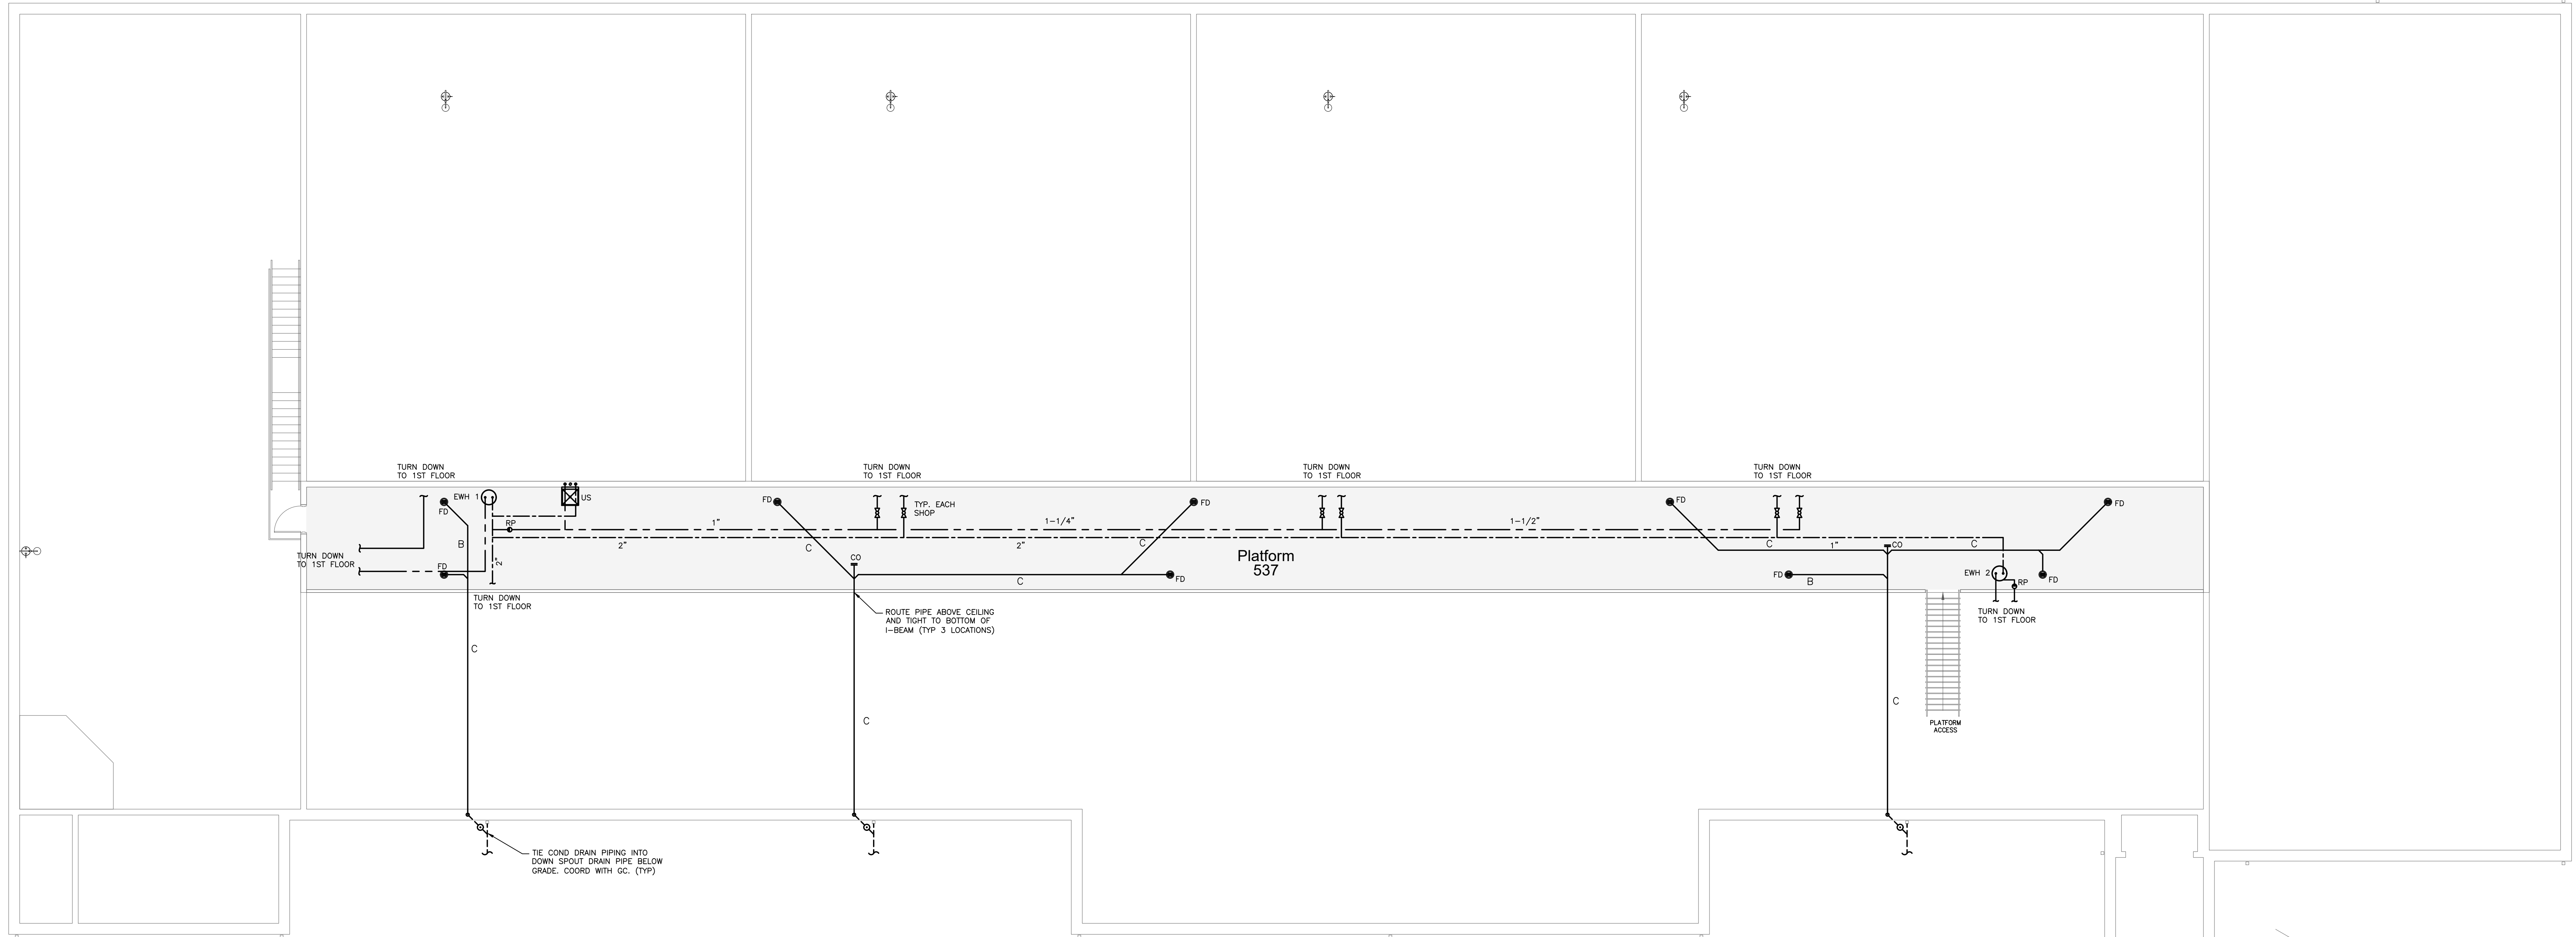 TURN DOWN
TO 1ST FLOOR
TURN DOWN
TO 1ST FLOOR
TURN DOWN
TO 1ST FLOOR
TURN DOWN
TO 1ST FLOOR
EWH 1
US
FD
FD
TYP. EACH
SHOP
FD
FD
FD
RP
1"
1-1/4"
1-1/2"
B
2"
2"
C
C
C
1"
CO
C
TURN DOWN
TO 1ST FLOOR
2"
CO
Platform
537
FD
C
FD
FD
B
EWH 2
FD
RP
TURN DOWN
TO 1ST FLOOR
ROUTE PIPE ABOVE CEILING
AND TIGHT TO BOTTOM OF
I-BEAM (TYP 3 LOCATIONS)
TURN DOWN
TO 1ST FLOOR
C
C
C
PLATFORM
ACCESS
TIE COND DRAIN PIPING INTO
DOWN SPOUT DRAIN PIPE BELOW
GRADE. COORD WITH GC. (TYP)